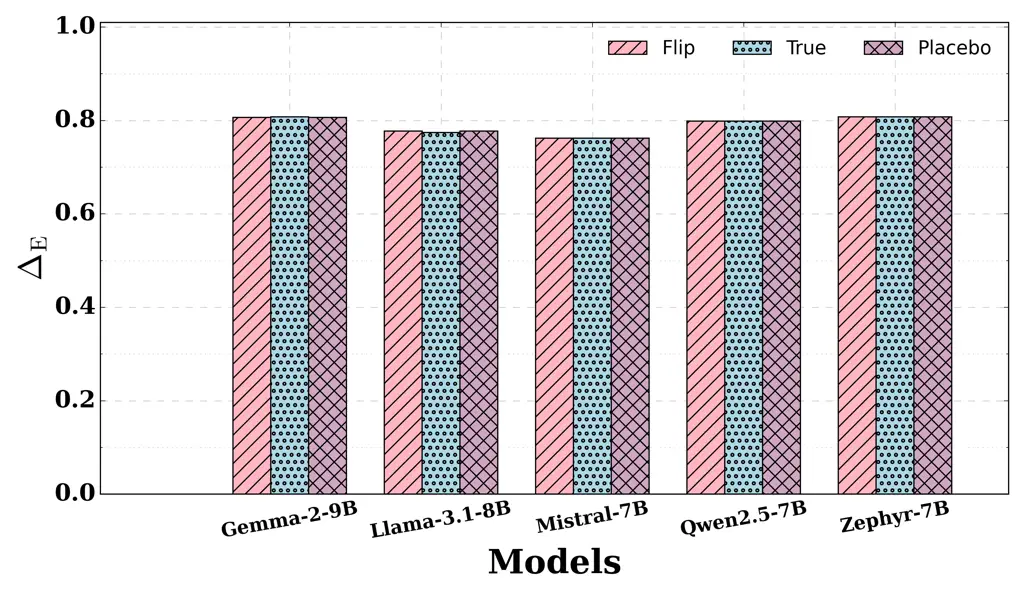 1.0
0.8
0.6
0.4
0.2
0.0
Δ_E
Flip True Placebo
Gemma-2-9B Llama-3.1-8B Mistral-7B Qwen2.5-7B Zephyr-7B
Models